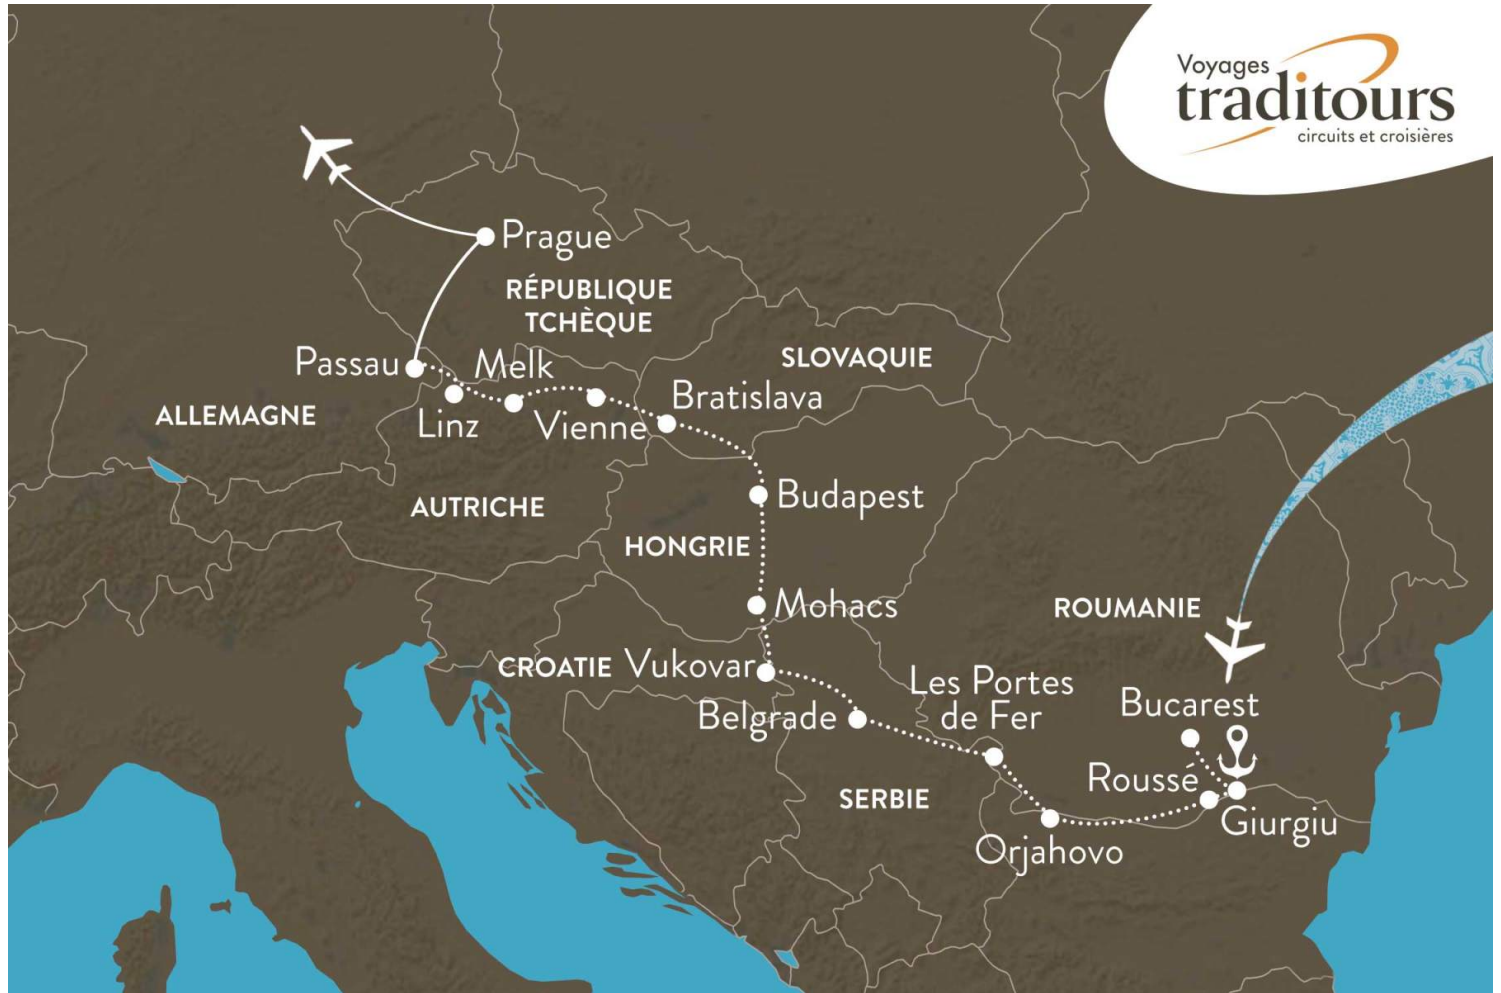 Voyages
traditours
circuits et croisières
Prague
RÉPUBLIQUE
TCHÈQUE
Passau
Melk
SLOVAQUIE
Bratislava
ALLEMAGNE
Linz
Vienne
Budapest
AUTRICHE
HONGRIE
Mohacs
ROUMANIE
CROATIE
Vukovar
Les Portes
de Fer
Bucarest
Belgrade
Roussé
SERBIE
Giurgiu
Orjahovo